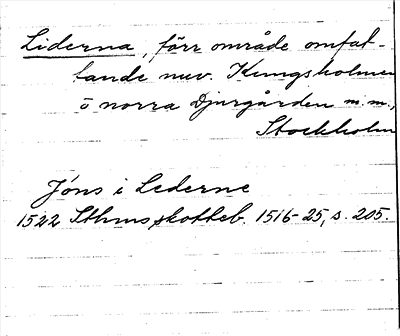 Liderna, förr område omfat-
tande nuv. Kungsholmen
o norra Djurgården m.m.,
Stockholm
Jöns i Lederne
1522 Sthms skotteb. 1516-25, s. 205.